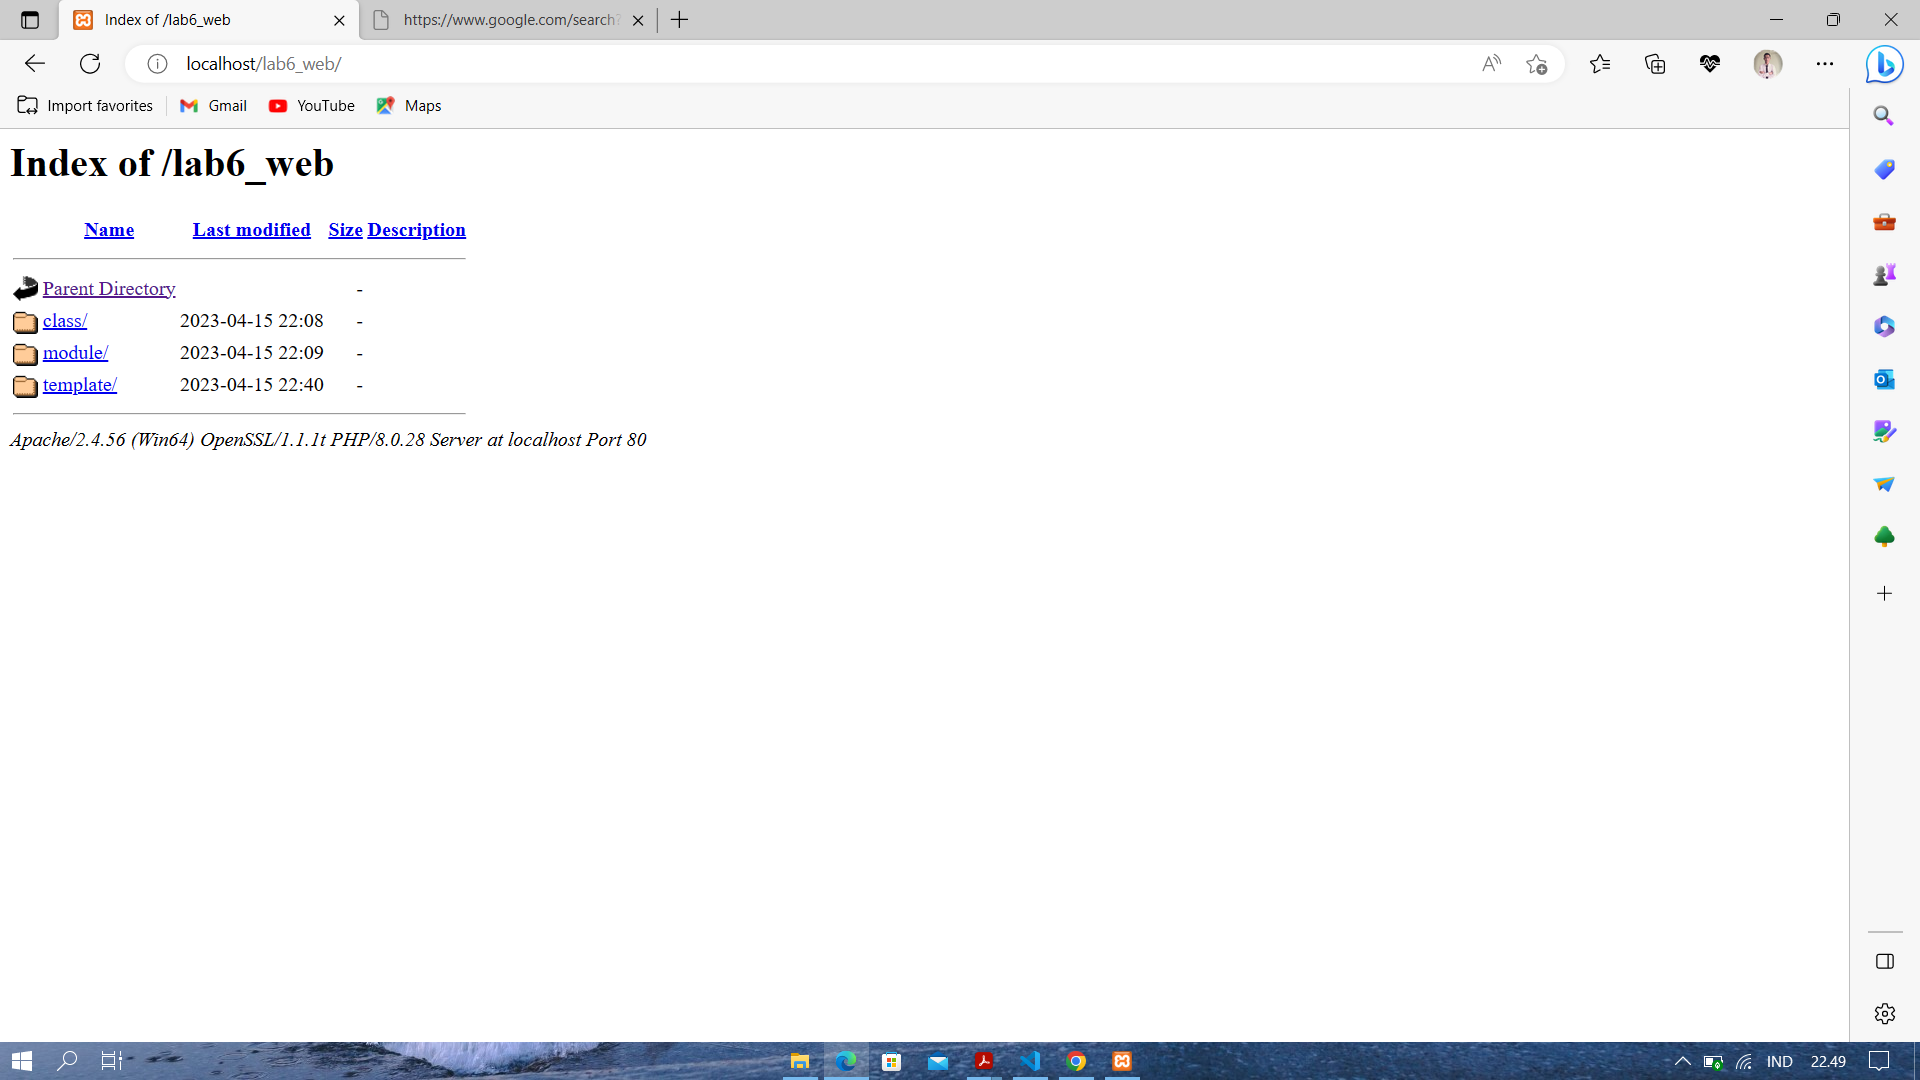 Index of /lab6_web
https://www.google.com/search?
localhost/lab6_web/
Import favorites
Gmail
YouTube
Maps
Index of /lab6_web
Name Last modified Size Description
Parent Directory -
class/ 2023-04-15 22:08 -
module/ 2023-04-15 22:09 -
template/ 2023-04-15 22:40 -
Apache/2.4.56 (Win64) OpenSSL/1.1.1t PHP/8.0.28 Server at localhost Port 80
IND
22.49